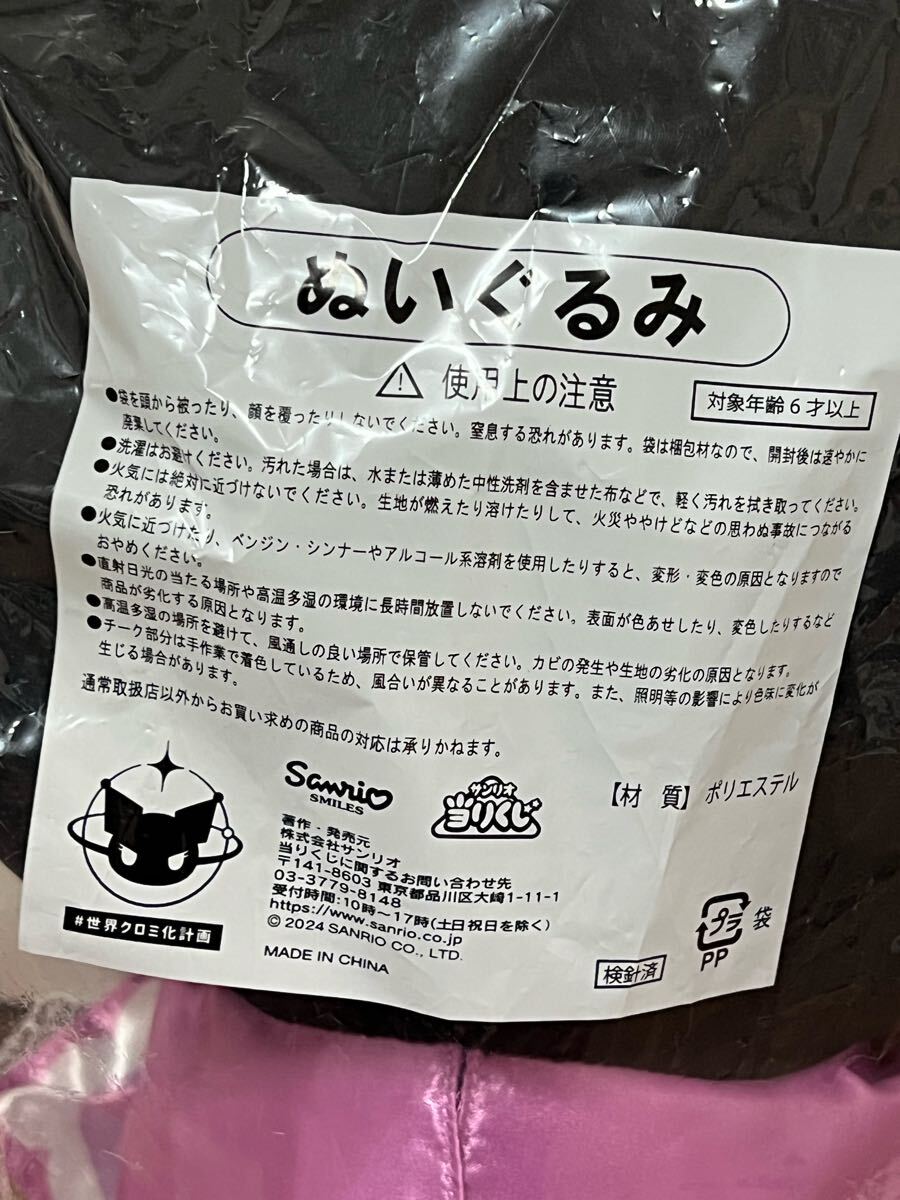 ぬいぐるみ
⚠ 使用上の注意
対象年齢6才以上
●袋を頭から被ったり、顔を覆ったりしないでください。窒息する恐れがあります。袋は梱包材なので、開封後は速やかに
廃棄してください。
●洗濯はお避けください。汚れた場合は、水または薄めた中性洗剤を含ませた布などで、軽く汚れを拭き取ってください。
●火気には絶対に近づけないでください。生地が燃えたり溶けたりして、火災ややけどなどの思わぬ事故につながる
恐れがあります。
●火気に近づけたり、ベンジン・シンナーやアルコール系溶剤を使用したりすると、変形・変色の原因となりますので
おやめください。
●直射日光の当たる場所や高温多湿の環境に長時間放置しないでください。表面が色あせしたり、変色したりするなど
商品が劣化する原因となります。
●高温多湿の場所を避けて、風通しの良い場所で保管してください。カビの発生や生地の劣化の原因となります。
●チーク部分は手作業で着色しているため、風合いが異なることがあります。また、照明等の影響により色味に変化が
生じる場合があります。
通常取扱店以外からお買い求めの商品の対応は承りかねます。
#世界クロミ化計画
Sanrio
SMILES
サンリオ
当りくじ
【材 質】 ポリエステル
著作・発売元
株式会社サンリオ
当りくじに関するお問い合わせ先
〒141-8603 東京都品川区大崎1-11-1
03-3779-8148
受付時間:10時~17時(土日祝日を除く)
https://www.sanrio.co.jp
© 2024 SANRIO CO., LTD.
MADE IN CHINA
検針済
プラ 袋
PP